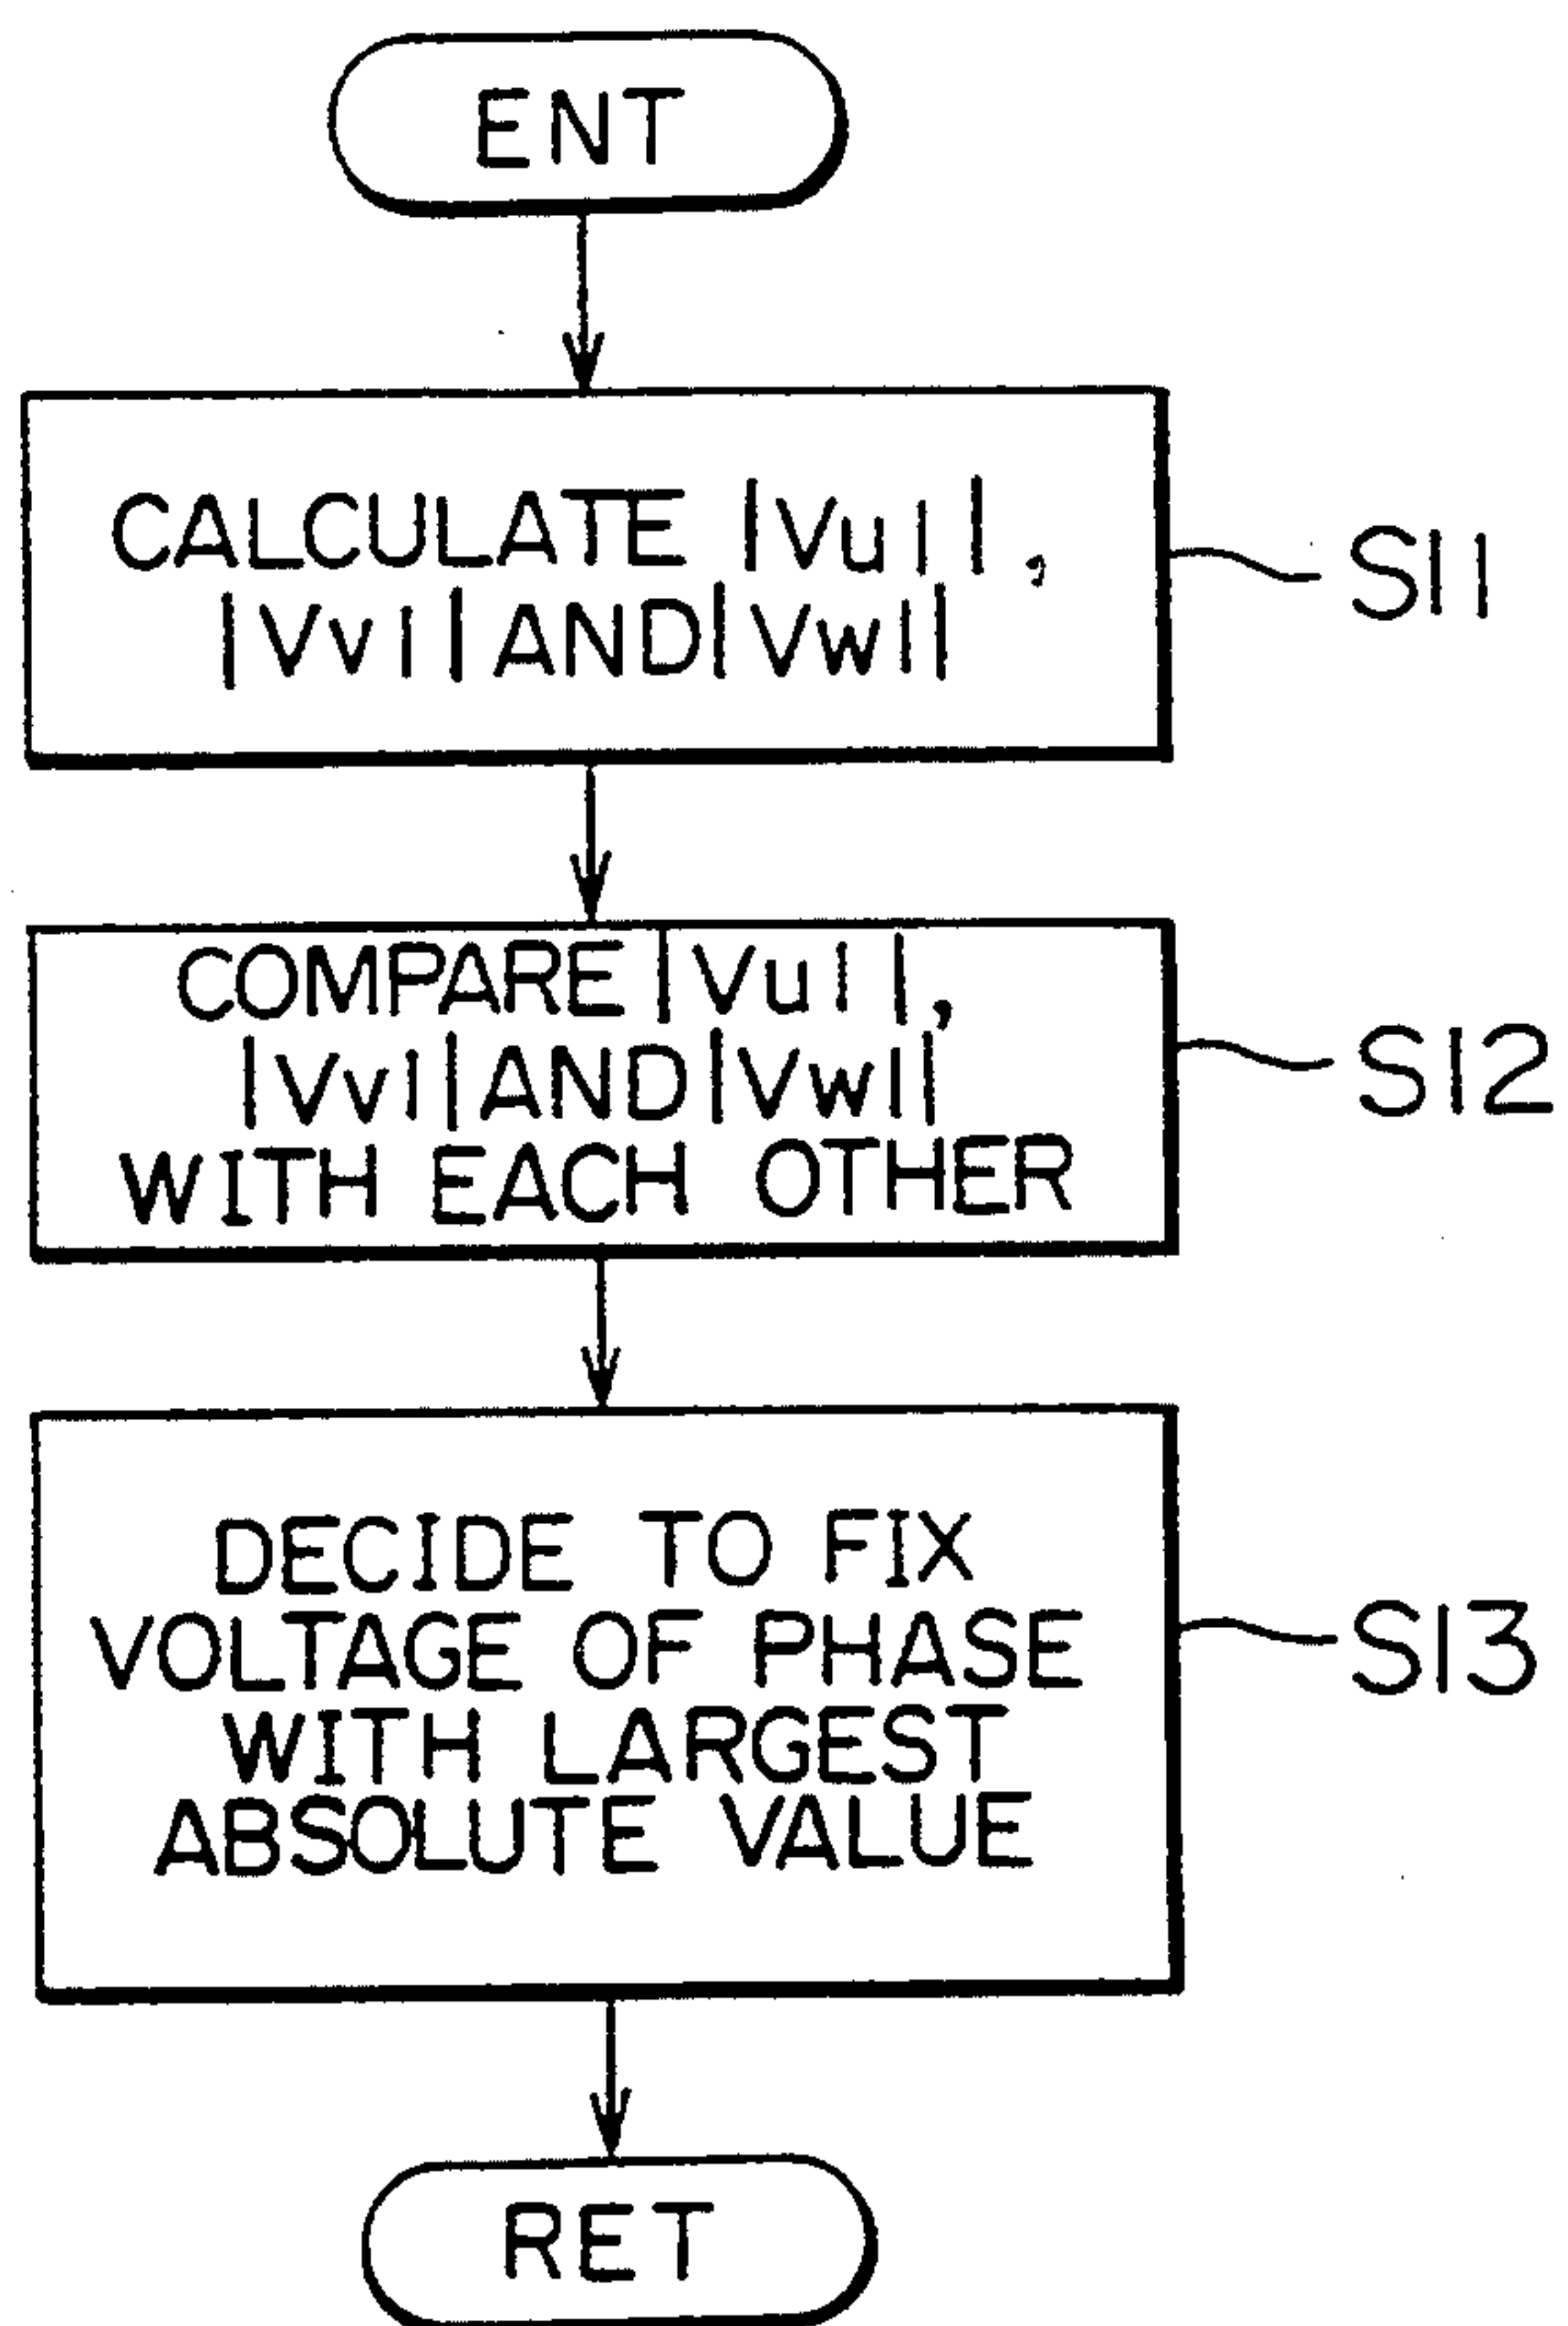 ENT
CALCULATE |Vu1|,
|Vv1| AND |Vw1|
S11
COMPARE |Vu1|,
|Vv1| AND |Vw1|
WITH EACH OTHER
S12
DECIDE TO FIX
VOLTAGE OF PHASE
WITH LARGEST
ABSOLUTE VALUE
S13
RET